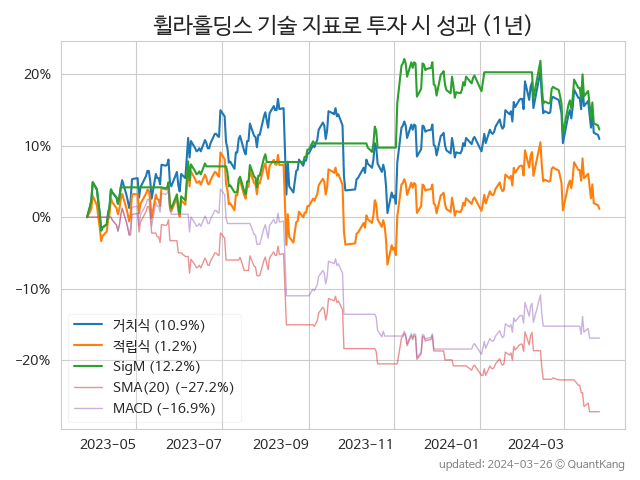 휠라홀딩스 기술 지표로 투자 시 성과 (1년)
20%
10%
0%
−10%
−20%
거치식 (10.9%)
적립식 (1.2%)
SigM (12.2%)
SMA(20) (−27.2%)
MACD (−16.9%)
2023-05 2023-07 2023-09 2023-11 2024-01 2024-03
updated: 2024-03-26 © QuantKang